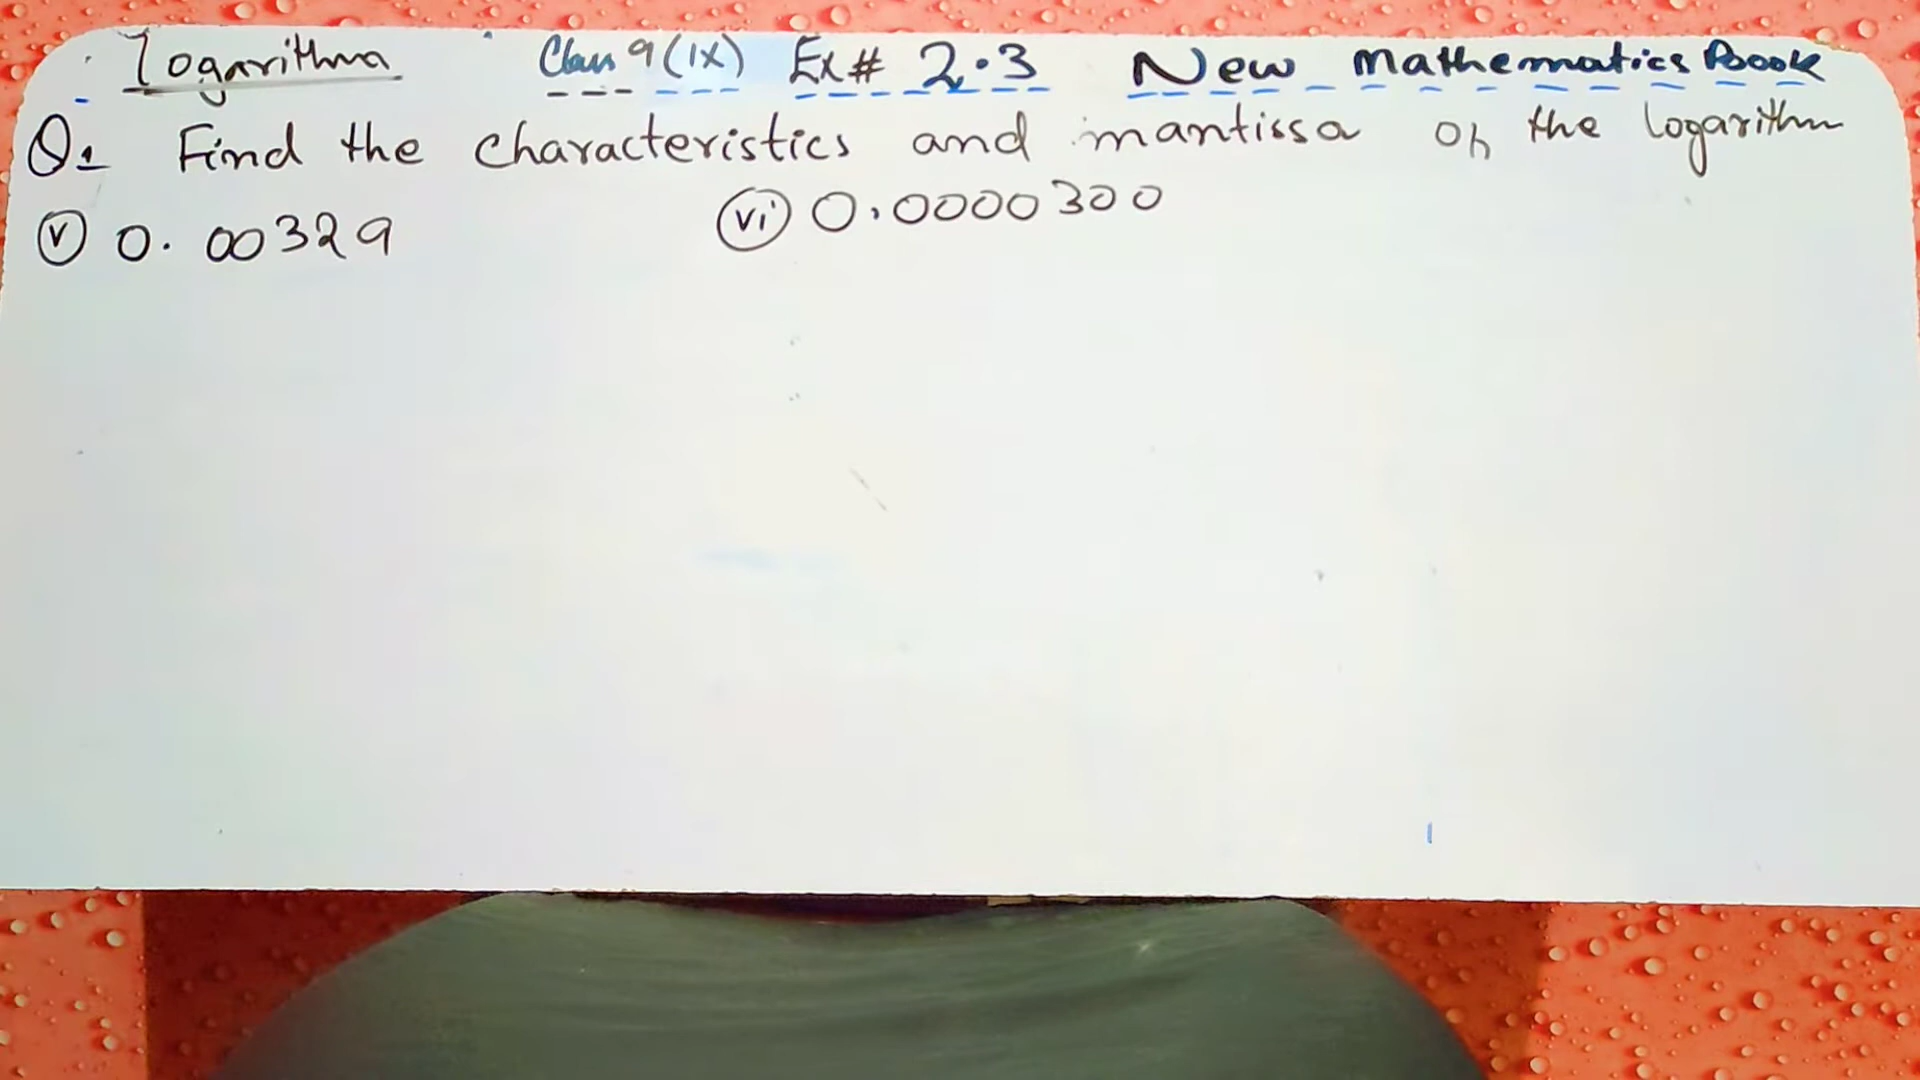 Logarithma Class 9 (IX) Ex# 2.3 New Mathematics Book
Q1 Find the characteristics and mantissa of the logarithm
(v) 0.00329 (vi) 0.0000300